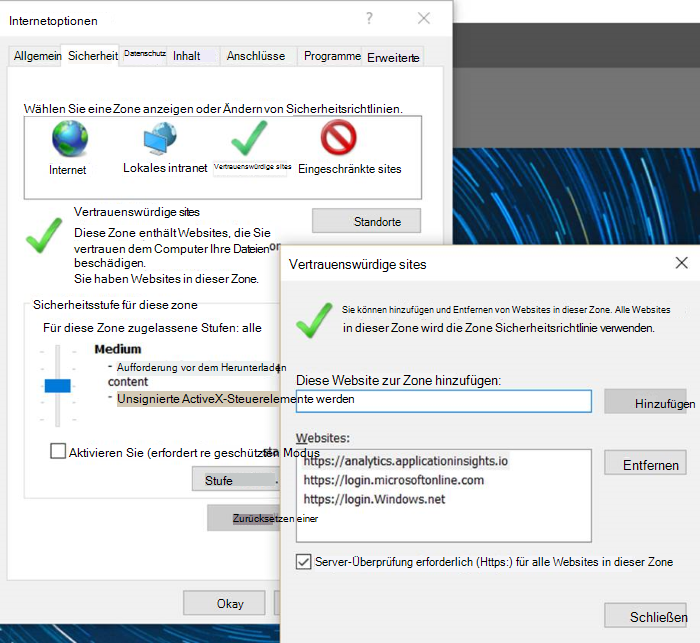 Internetoptionen
Allgemein Sicherheit Datenschutz Inhalt Anschlüsse Programme Erweiterte
Wählen Sie eine Zone anzeigen oder Ändern von Sicherheitsrichtlinien.
Internet Lokales intranet Vertrauenswürdige sites Eingeschränkte sites
Vertrauenswürdige sites
Standorte
Diese Zone enthält Websites, die Sie
vertrauen dem Computer Ihre Dateien
beschädigen.
Sie haben Websites in dieser Zone.
Sicherheitsstufe für diese zone
Für diese Zone zugelassene Stufen: alle
Medium
- Aufforderung vor dem Herunterladen
content
- Unsignierte ActiveX-Steuerelemente werden
Aktivieren Sie (erfordert re geschützten Modus
Stufe
Zurücksetzen einer
Okay
Vertrauenswürdige sites
Sie können hinzufügen und Entfernen von Websites in dieser Zone. Alle Websites
in dieser Zone wird die Zone Sicherheitsrichtlinie verwenden.
Diese Website zur Zone hinzufügen:
Hinzufügen
Websites:
https://analytics.applicationinsights.io
https://login.microsoftonline.com
https://login.Windows.net
Entfernen
Server-Überprüfung erforderlich (Https:) für alle Websites in dieser Zone
Schließen